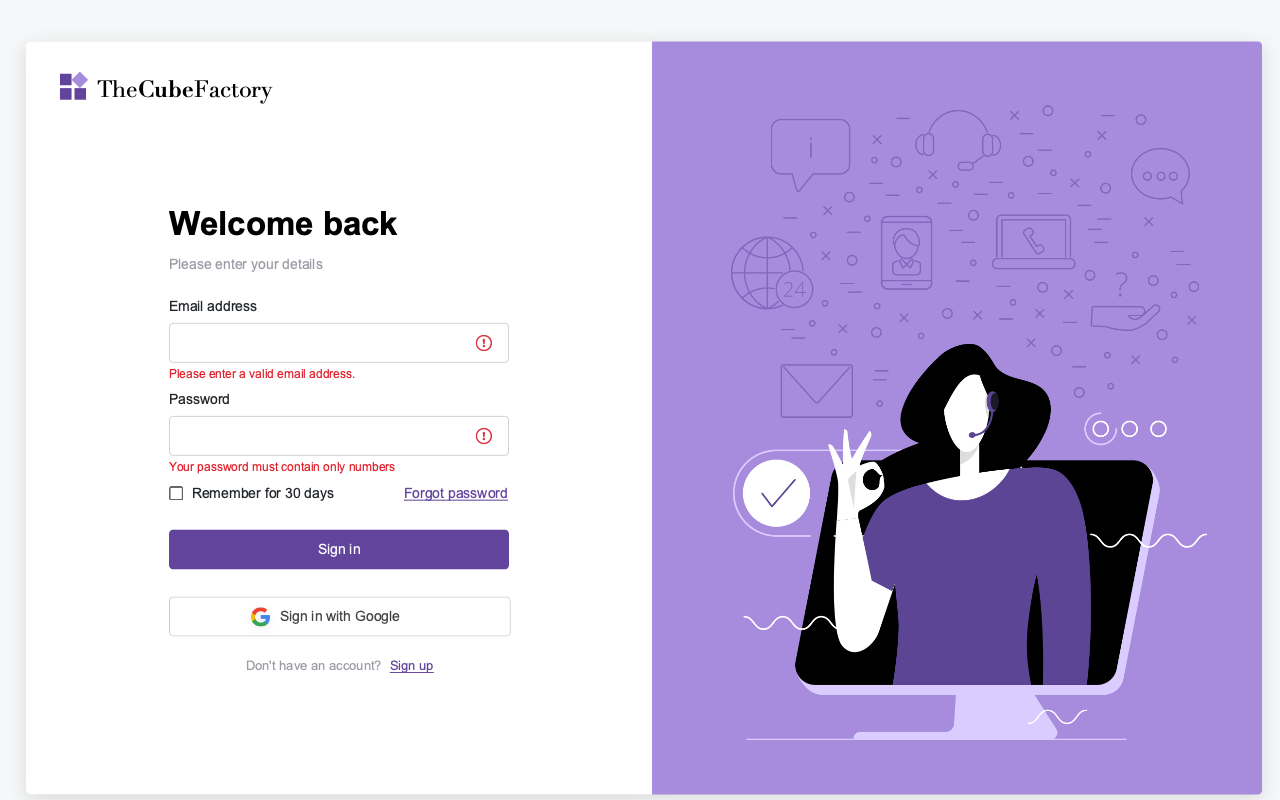 TheCubeFactory
Welcome back
Please enter your details
Email address
Please enter a valid email address.
Password
Your password must contain only numbers
Remember for 30 days
Forgot password
Sign in
Sign in with Google
Don't have an account? Sign up
i
24
?